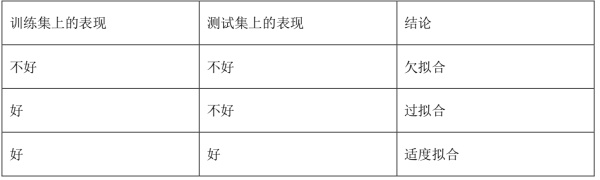 训练集上的表现 测试集上的表现 结论
不好 不好 欠拟合
好 不好 过拟合
好 好 适度拟合